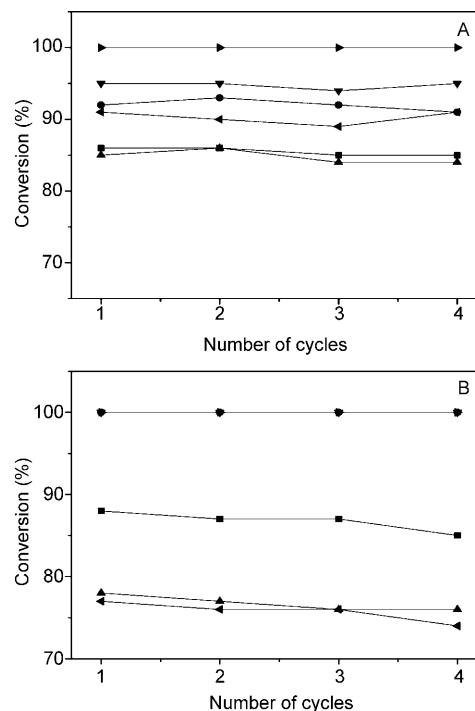 A
100
90
80
70
Conversion (%)
1 2 3 4
Number of cycles
B
100
90
80
70
Conversion (%)
1 2 3 4
Number of cycles